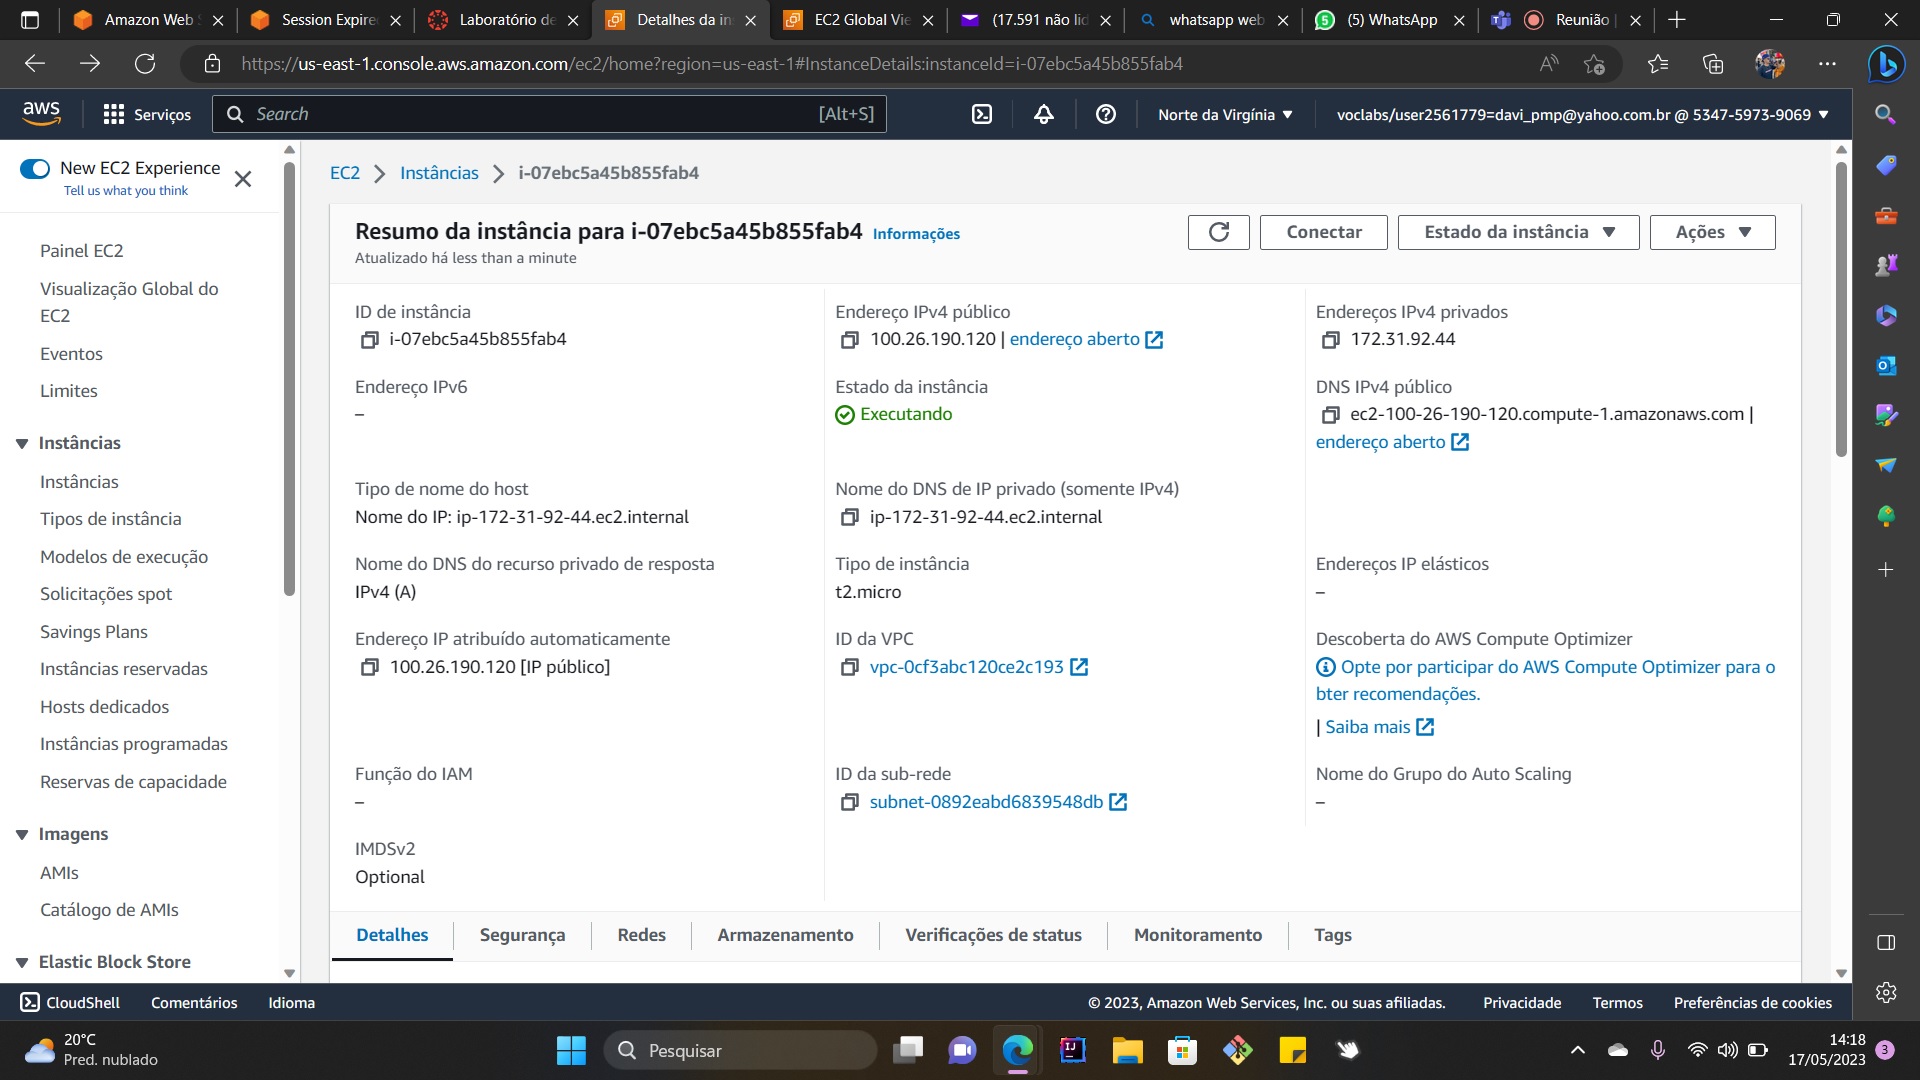 Amazon Web S
Session Expire
Laboratório de
Detalhes da in
EC2 Global Vie
(17.591 não lid
whatsapp web
(5) WhatsApp
Reunião |
https://us-east-1.console.aws.amazon.com/ec2/home?region=us-east-1#InstanceDetails:instanceId=i-07ebc5a45b855fab4
aws
Serviços
Search
[Alt+S]
Norte da Virgínia
voclabs/user2561779=davi_pmp@yahoo.com.br @ 5347-5973-9069
New EC2 Experience
Tell us what you think
Painel EC2
Visualização Global do
EC2
Eventos
Limites
Instâncias
Instâncias
Tipos de instância
Modelos de execução
Solicitações spot
Savings Plans
Instâncias reservadas
Hosts dedicados
Instâncias programadas
Reservas de capacidade
Imagens
AMIs
Catálogo de AMIs
Elastic Block Store
EC2 > Instâncias > i-07ebc5a45b855fab4
Resumo da instância para i-07ebc5a45b855fab4 Informações
Atualizado há less than a minute
Conectar
Estado da instância
Ações
ID de instância
i-07ebc5a45b855fab4
Endereço IPv4 público
100.26.190.120 | endereço aberto
Endereços IPv4 privados
172.31.92.44
Endereço IPv6
–
Estado da instância
Executando
DNS IPv4 público
ec2-100-26-190-120.compute-1.amazonaws.com |
endereço aberto
Tipo de nome do host
Nome do IP: ip-172-31-92-44.ec2.internal
Nome do DNS de IP privado (somente IPv4)
ip-172-31-92-44.ec2.internal
Nome do DNS do recurso privado de resposta
IPv4 (A)
Tipo de instância
t2.micro
Endereços IP elásticos
–
Endereço IP atribuído automaticamente
100.26.190.120 [IP público]
ID da VPC
vpc-0cf3abc120ce2c193
Descoberta do AWS Compute Optimizer
Opte por participar do AWS Compute Optimizer para o
bter recomendações.
| Saiba mais
Função do IAM
–
ID da sub-rede
subnet-0892eabd6839548db
Nome do Grupo do Auto Scaling
–
IMDSv2
Optional
Detalhes
Segurança
Redes
Armazenamento
Verificações de status
Monitoramento
Tags
CloudShell
Comentários
Idioma
© 2023, Amazon Web Services, Inc. ou suas afiliadas.
Privacidade
Termos
Preferências de cookies
20°C
Pred. nublado
Pesquisar
14:18
17/05/2023
3